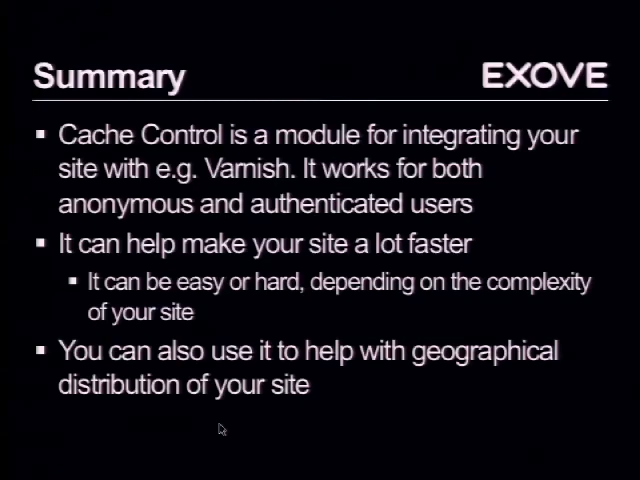 Summary
EXOVE
Cache Control is a module for integrating your
site with e.g. Varnish. It works for both
anonymous and authenticated users
It can help make your site a lot faster
It can be easy or hard, depending on the complexity
of your site
You can also use it to help with geographical
distribution of your site